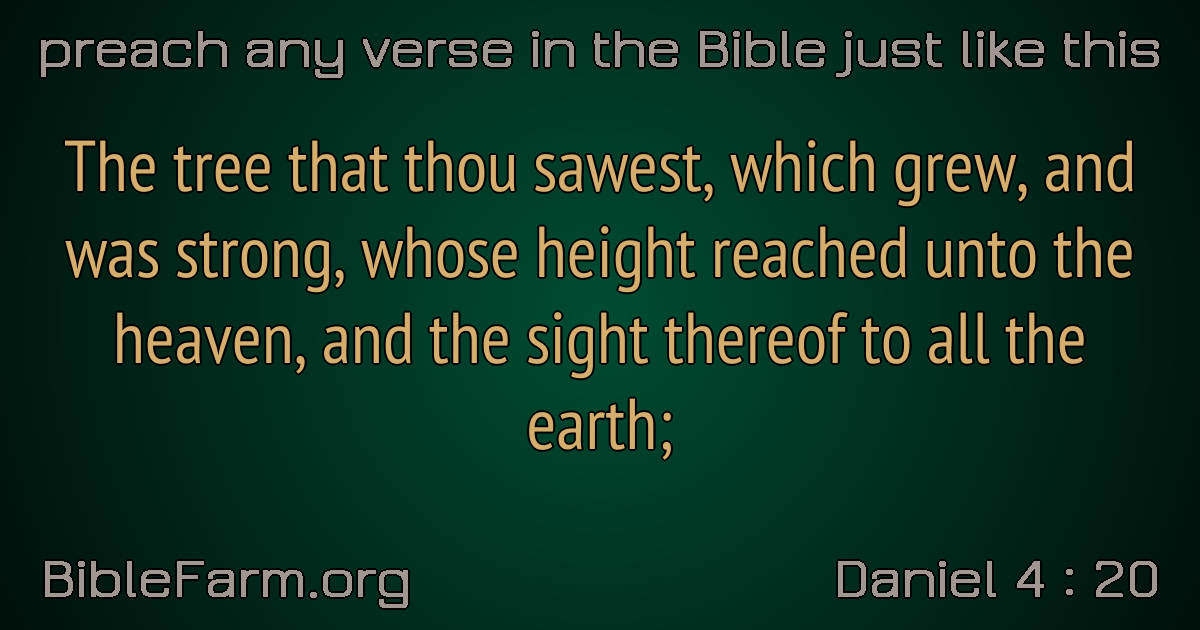 preach any verse in the Bible just like this
The tree that thou sawest, which grew, and
was strong, whose height reached unto the
heaven, and the sight thereof to all the
earth;
BibleFarm.org
Daniel 4 : 20